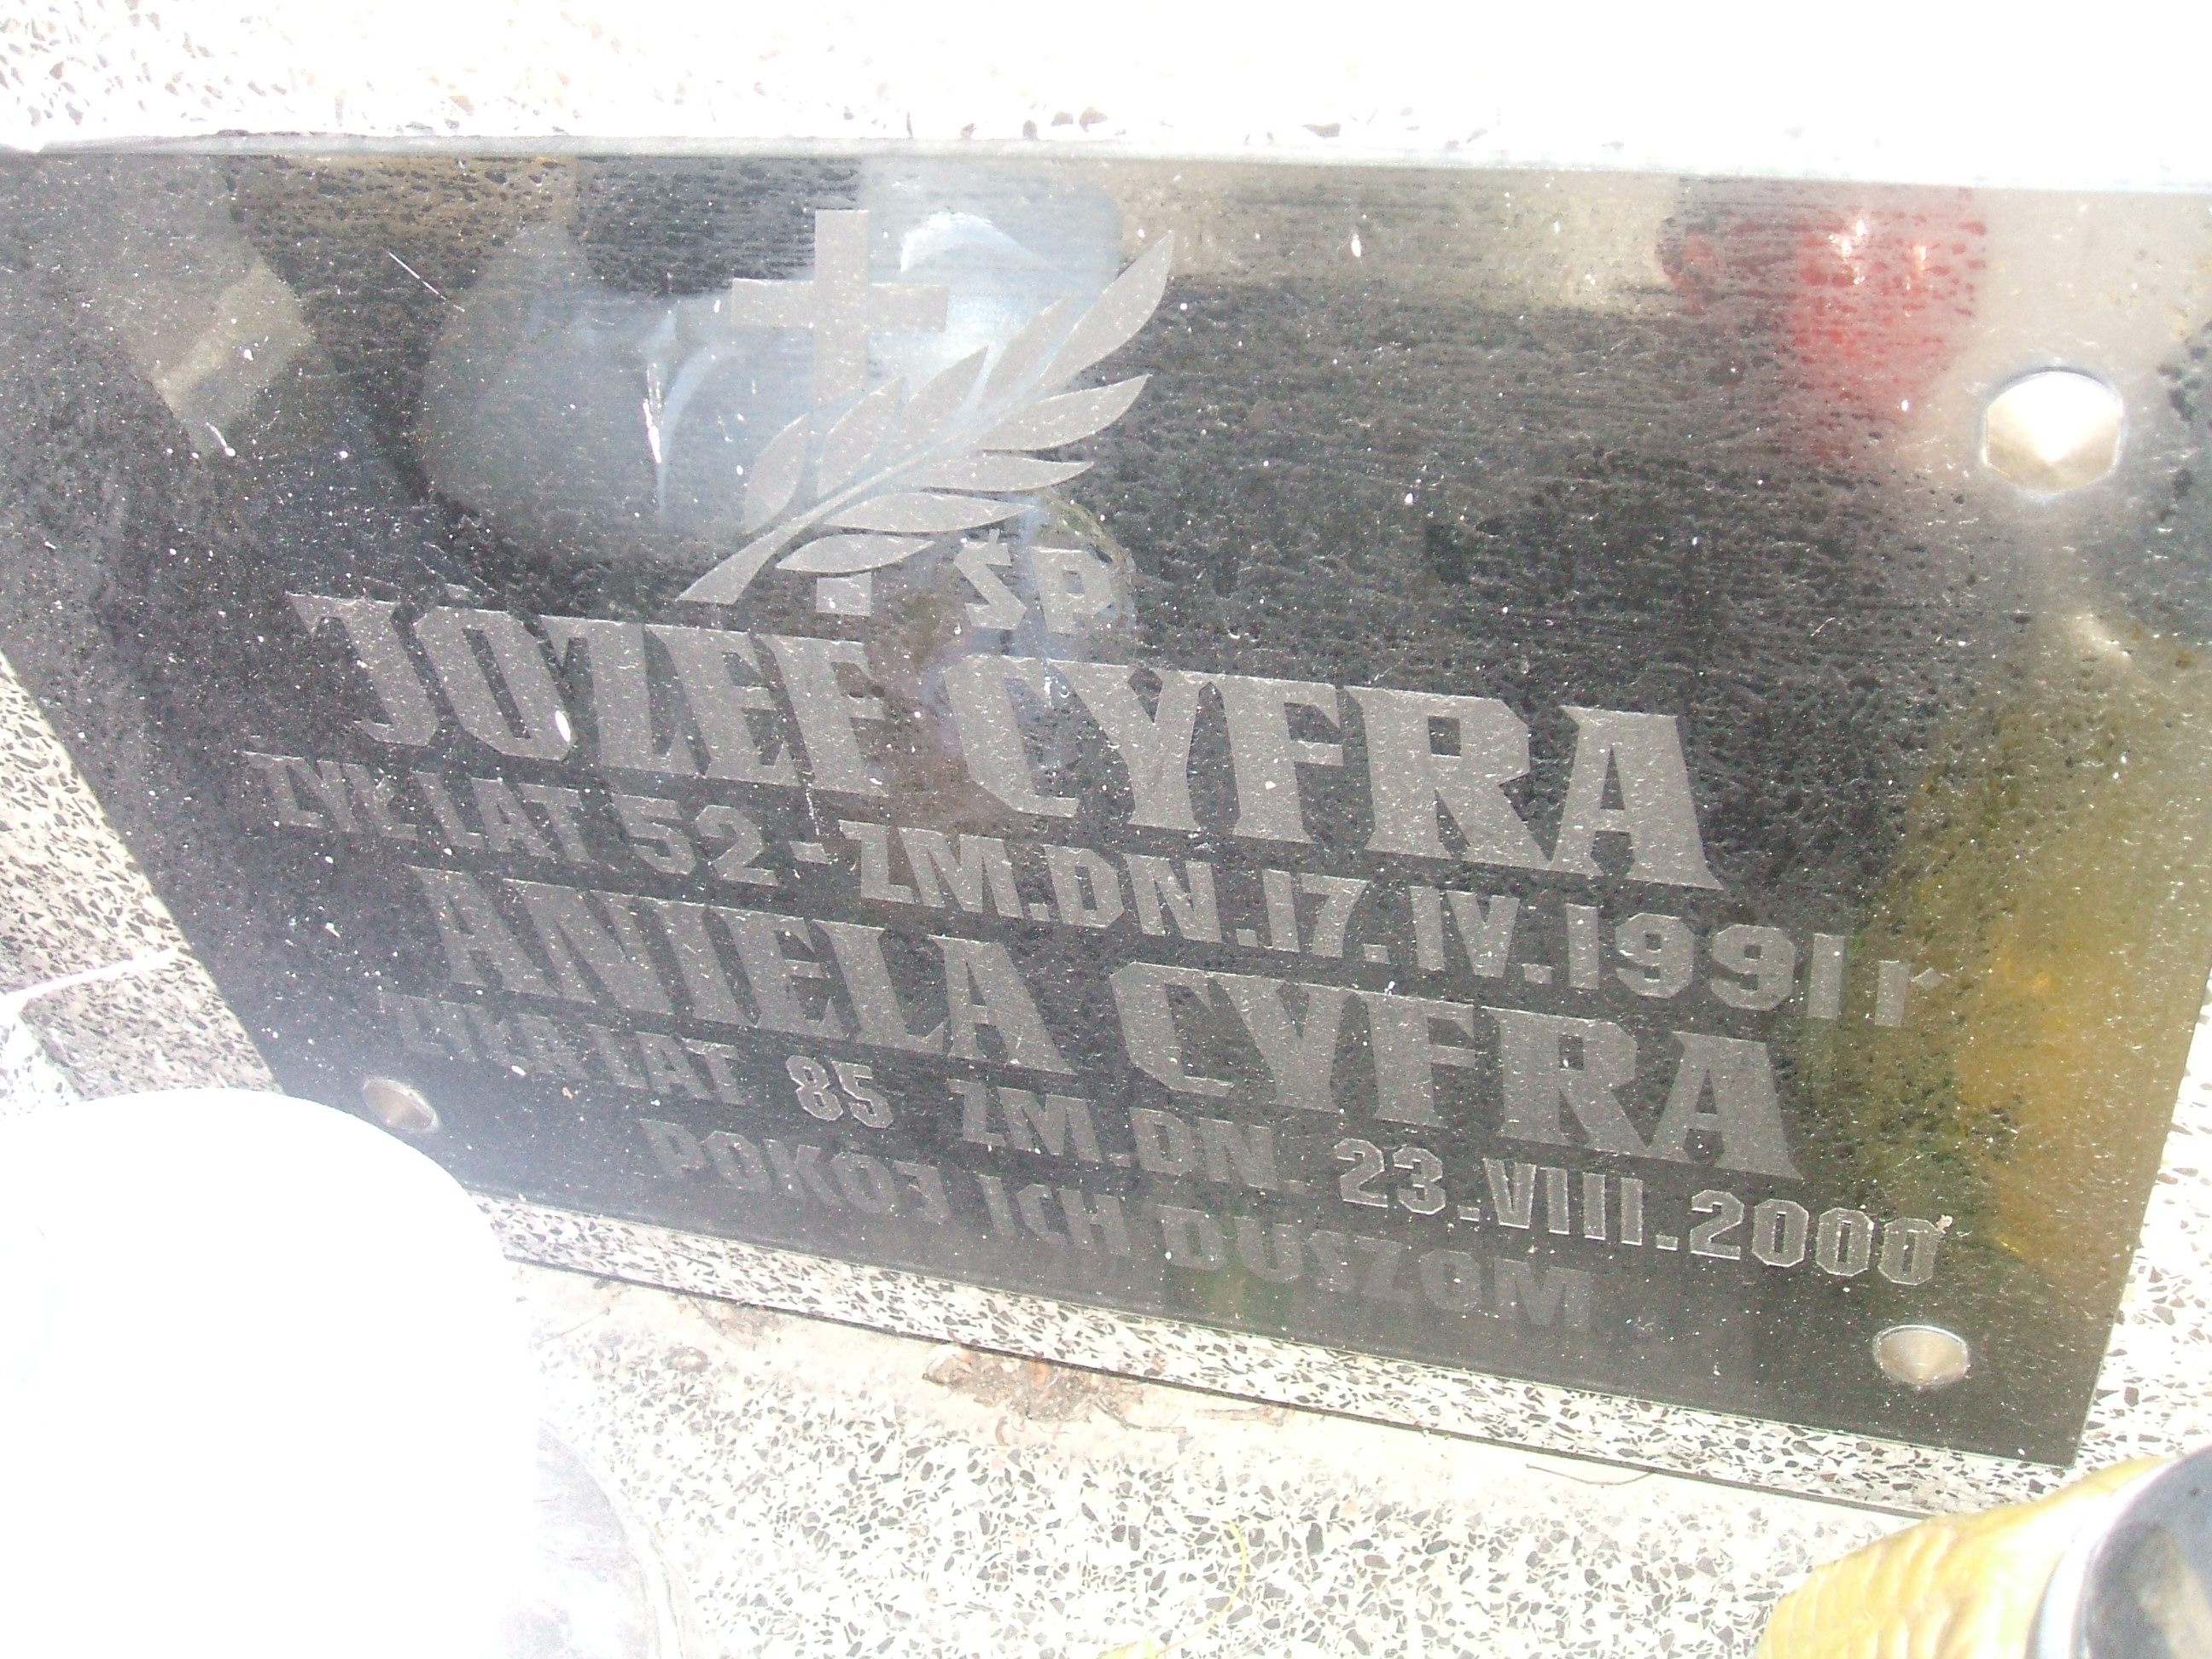 ŚP
JÓZEF CYFRA
ŻYŁ LAT 52 - ZM.DN.17.IV.1991 r
ANIELA CYFRA
ŻYŁA LAT 85 ZM.DN. 23.VIII.2000
POKÓJ ICH DUSZOM